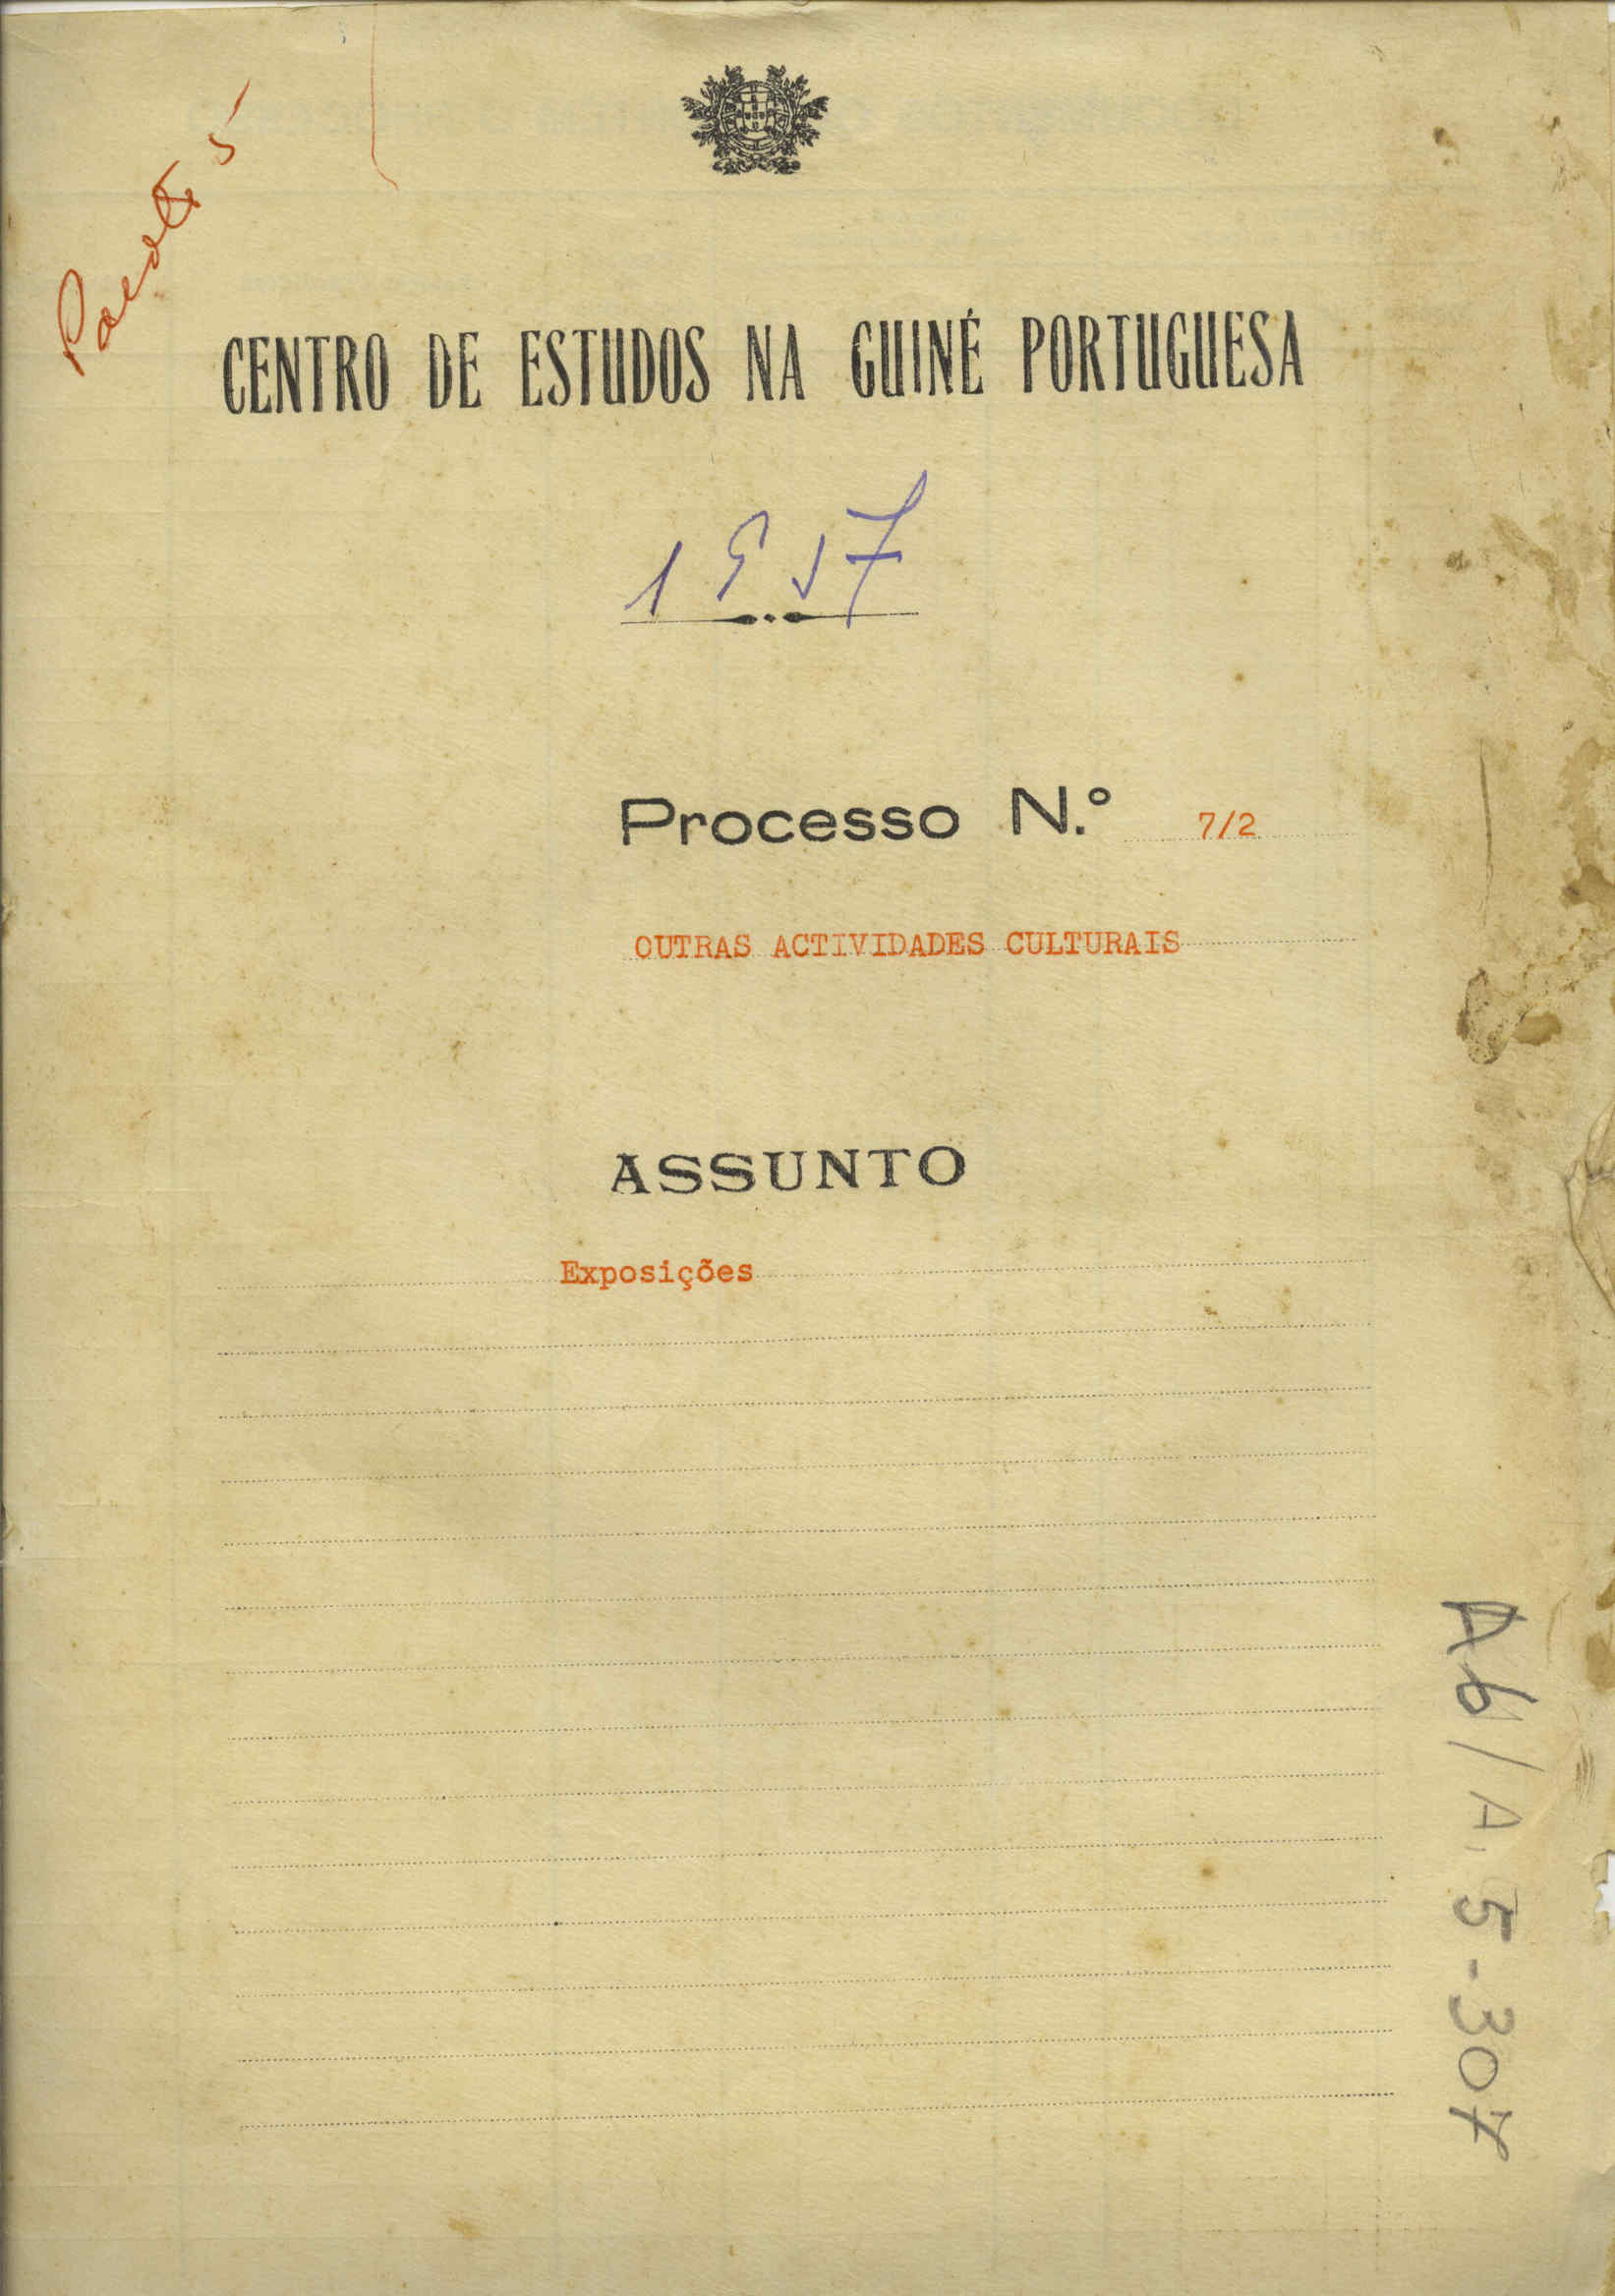 Pacote 5
CENTRO DE ESTUDOS NA GUINÉ PORTUGUESA
1957
Processo N.º 7/2
OUTRAS ACTIVIDADES CULTURAIS
ASSUNTO
Exposições
A6/A.5-307